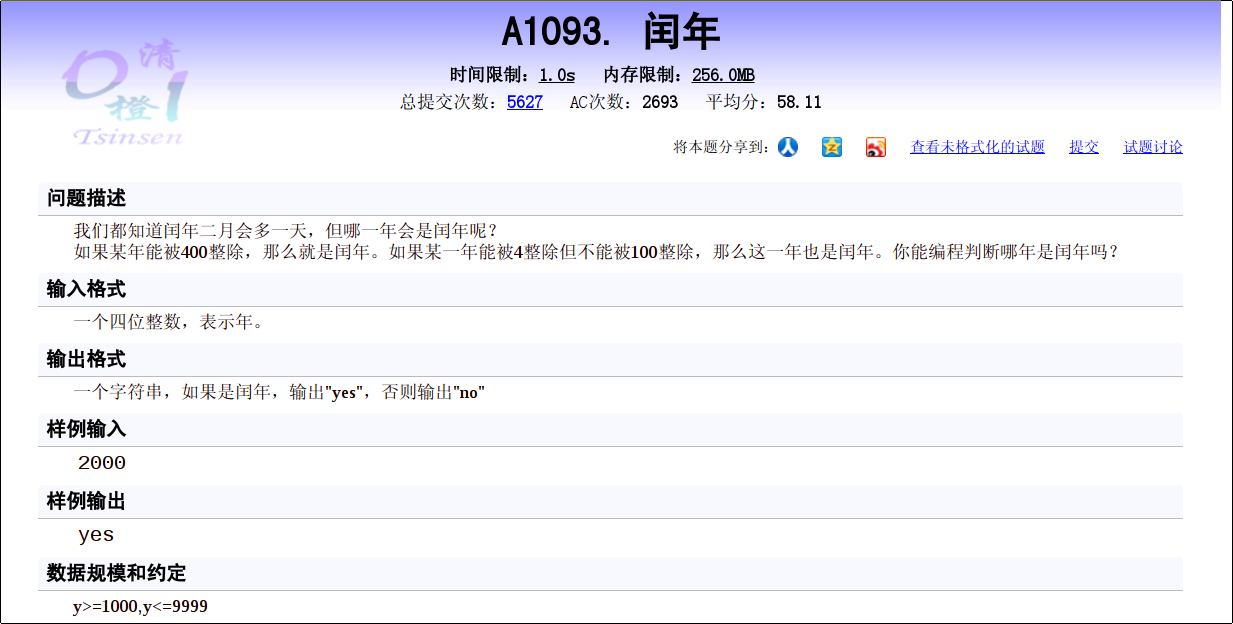 A1093. 闰年
时间限制：1.0s 内存限制：256.0MB
总提交次数：5627 AC次数：2693 平均分：58.11
清
橙
Tsinsen
将本题分享到： 查看未格式化的试题 提交 试题讨论
问题描述
我们都知道闰年二月会多一天，但哪一年会是闰年呢？
如果某年能被400整除，那么就是闰年。如果某一年能被4整除但不能被100整除，那么这一年也是闰年。你能编程判断哪年是闰年吗？
输入格式
一个四位整数，表示年。
输出格式
一个字符串，如果是闰年，输出"yes"，否则输出"no"
样例输入
2000
样例输出
yes
数据规模和约定
y>=1000,y<=9999